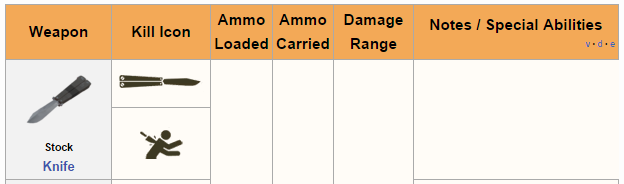 Weapon Kill Icon Ammo Loaded Ammo Carried Damage Range Notes / Special Abilities
v · d · e
Stock
Knife